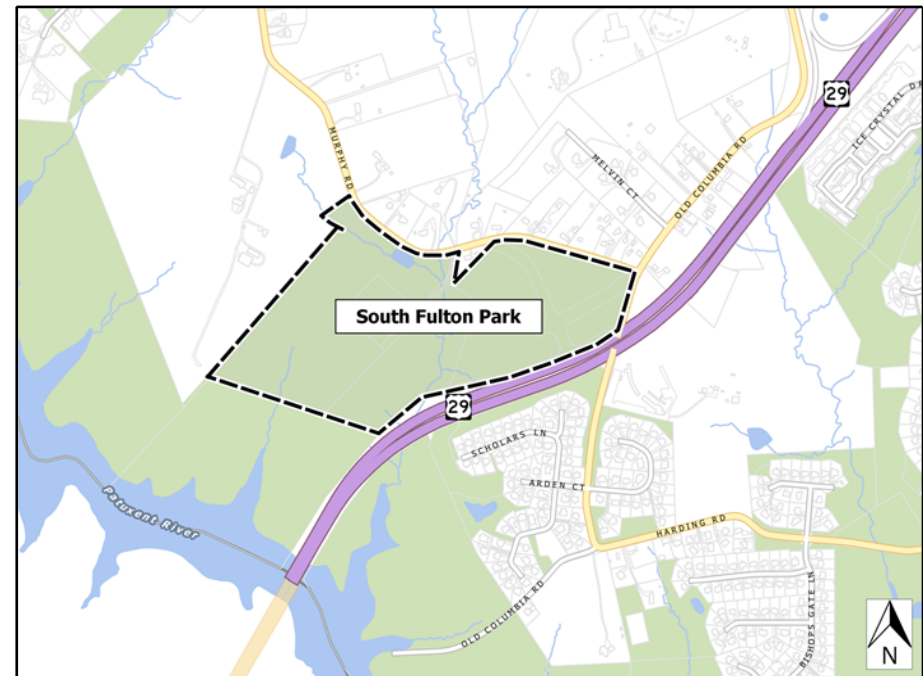 29
ICE CRYSTAL DR
MURPHY RD
MELVIN CT
OLD COLUMBIA RD
South Fulton Park
29
SCHOLARS LN
ARDEN CT
Patuxent River
HARDING RD
OLD COLUMBIA RD
BISHOPS GATE LN
N